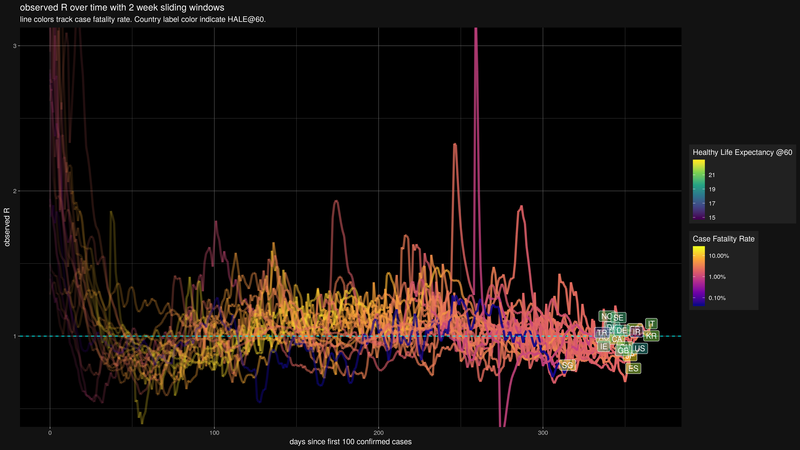 observed R over time with 2 week sliding windows
line colors track case fatality rate. Country label color indicate HALE@60.
3
2
1
observed R
0
100
200
300
days since first 100 confirmed cases
NO
SE
IT
TR
DE
IR
KR
CA
IE
GB
US
SG
ES
Healthy Life Expectancy @60
21
19
17
15
Case Fatality Rate
10.00%
1.00%
0.10%